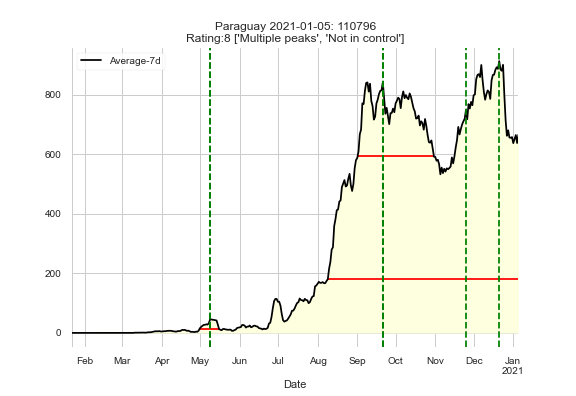 Paraguay 2021-01-05: 110796
Rating:8 ['Multiple peaks', 'Not in control']
Average-7d
800
600
400
200
0
Feb Mar Apr May Jun Jul Aug Sep Oct Nov Dec Jan
2021
Date